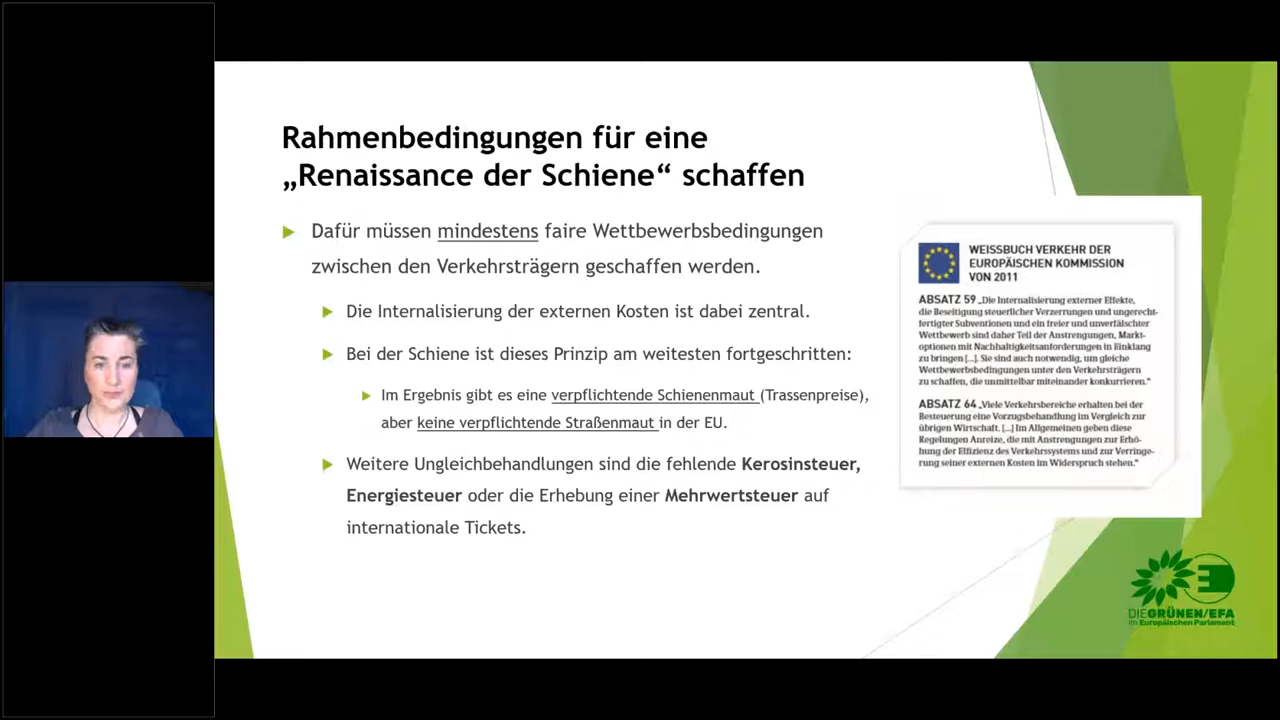 Rahmenbedingungen für eine
„Renaissance der Schiene“ schaffen
Dafür müssen mindestens faire Wettbewerbsbedingungen
zwischen den Verkehrsträgern geschaffen werden.
Die Internalisierung der externen Kosten ist dabei zentral.
Bei der Schiene ist dieses Prinzip am weitesten fortgeschritten:
Im Ergebnis gibt es eine verpflichtende Schienenmaut (Trassenpreise),
aber keine verpflichtende Straßenmaut in der EU.
Weitere Ungleichbehandlungen sind die fehlende Kerosinsteuer,
Energiesteuer oder die Erhebung einer Mehrwertsteuer auf
internationale Tickets.
WEISSBUCH VERKEHR DER
EUROPÄISCHEN KOMMISSION
VON 2011
ABSATZ 59 „Die Internalisierung externer Effekte,
die Beseitigung steuerlicher Verzerrungen und ungerecht-
fertigter Subventionen und ein freier und unverfälschter
Wettbewerb sind daher Teil der Anstrengungen, Markt-
optionen mit Nachhaltigkeitsanforderungen in Einklang
zu bringen [...]. Sie sind auch notwendig, um gleiche
Wettbewerbsbedingungen unter den Verkehrsträgern
zu schaffen, die unmittelbar miteinander konkurrieren.“
ABSATZ 64 „Viele Verkehrsbereiche erhalten bei der
Besteuerung eine Vorzugsbehandlung im Vergleich zur
übrigen Wirtschaft. [...] Im Allgemeinen geben diese
Regelungen Anreize, die mit Anstrengungen zur Erhö-
hung der Effizienz des Verkehrssystems und zur Verringe-
rung seiner externen Kosten im Widerspruch stehen.“
DIE GRÜNEN/EFA
im Europäischen Parlament